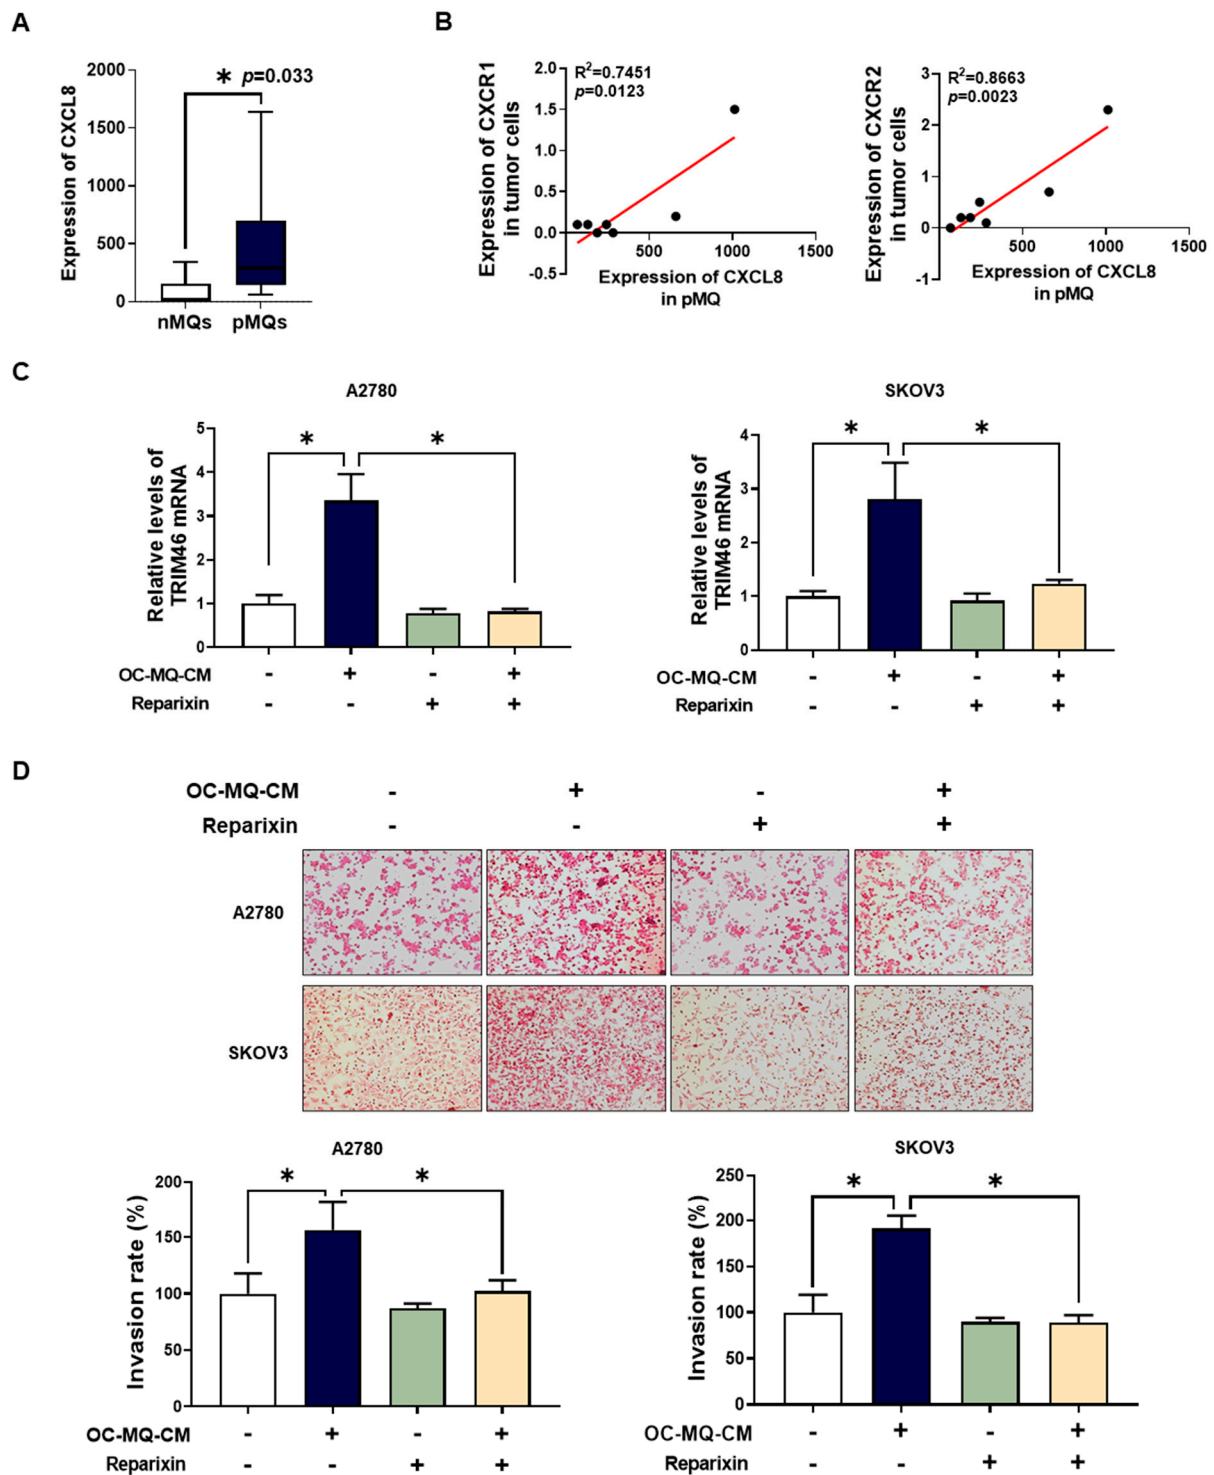 A
Expression of CXCL8
2000
1500
1000
500
0
* p=0.033
nMQs pMQs
B
Expression of CXCR1
in tumor cells
2.0
1.5
1.0
0.5
0.0
-0.5
R²=0.7451
p=0.0123
500 1000 1500
Expression of CXCL8
in pMQ
Expression of CXCR2
in tumor cells
3
2
1
0
-1
R²=0.8663
p=0.0023
500 1000 1500
Expression of CXCL8
in pMQ
C
A2780
Relative levels of
TRIM46 mRNA
5
4
3
2
1
0
* *
OC-MQ-CM - + - +
Reparixin - - + +
SKOV3
Relative levels of
TRIM46 mRNA
4
3
2
1
0
* *
OC-MQ-CM - + - +
Reparixin - - + +
D
OC-MQ-CM - + - +
Reparixin - - + +
A2780
SKOV3
A2780
Invasion rate (%)
200
150
100
50
0
* *
OC-MQ-CM - + - +
Reparixin - - + +
SKOV3
Invasion rate (%)
250
200
150
100
50
0
* *
OC-MQ-CM - + - +
Reparixin - - + +